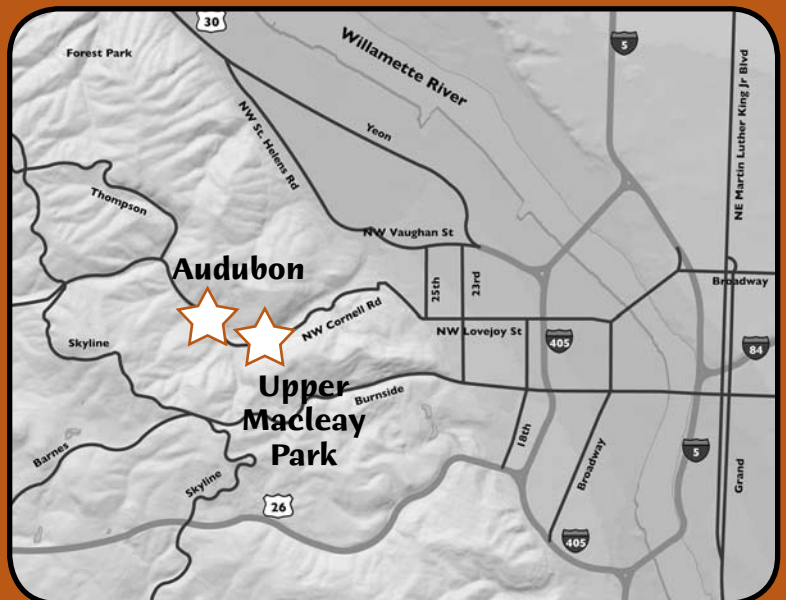 30
5
Forest Park
Willamette River
NE Martin Luther King Jr Blvd
NW St. Helens Rd
Yeon
Thompson
NW Vaughan St
Audubon
25th
23rd
Broadway
NW Cornell Rd
NW Lovejoy St
405
84
Skyline
Upper
Macleay
Park
Burnside
18th
Broadway
5
Barnes
Skyline
Grand
26
405